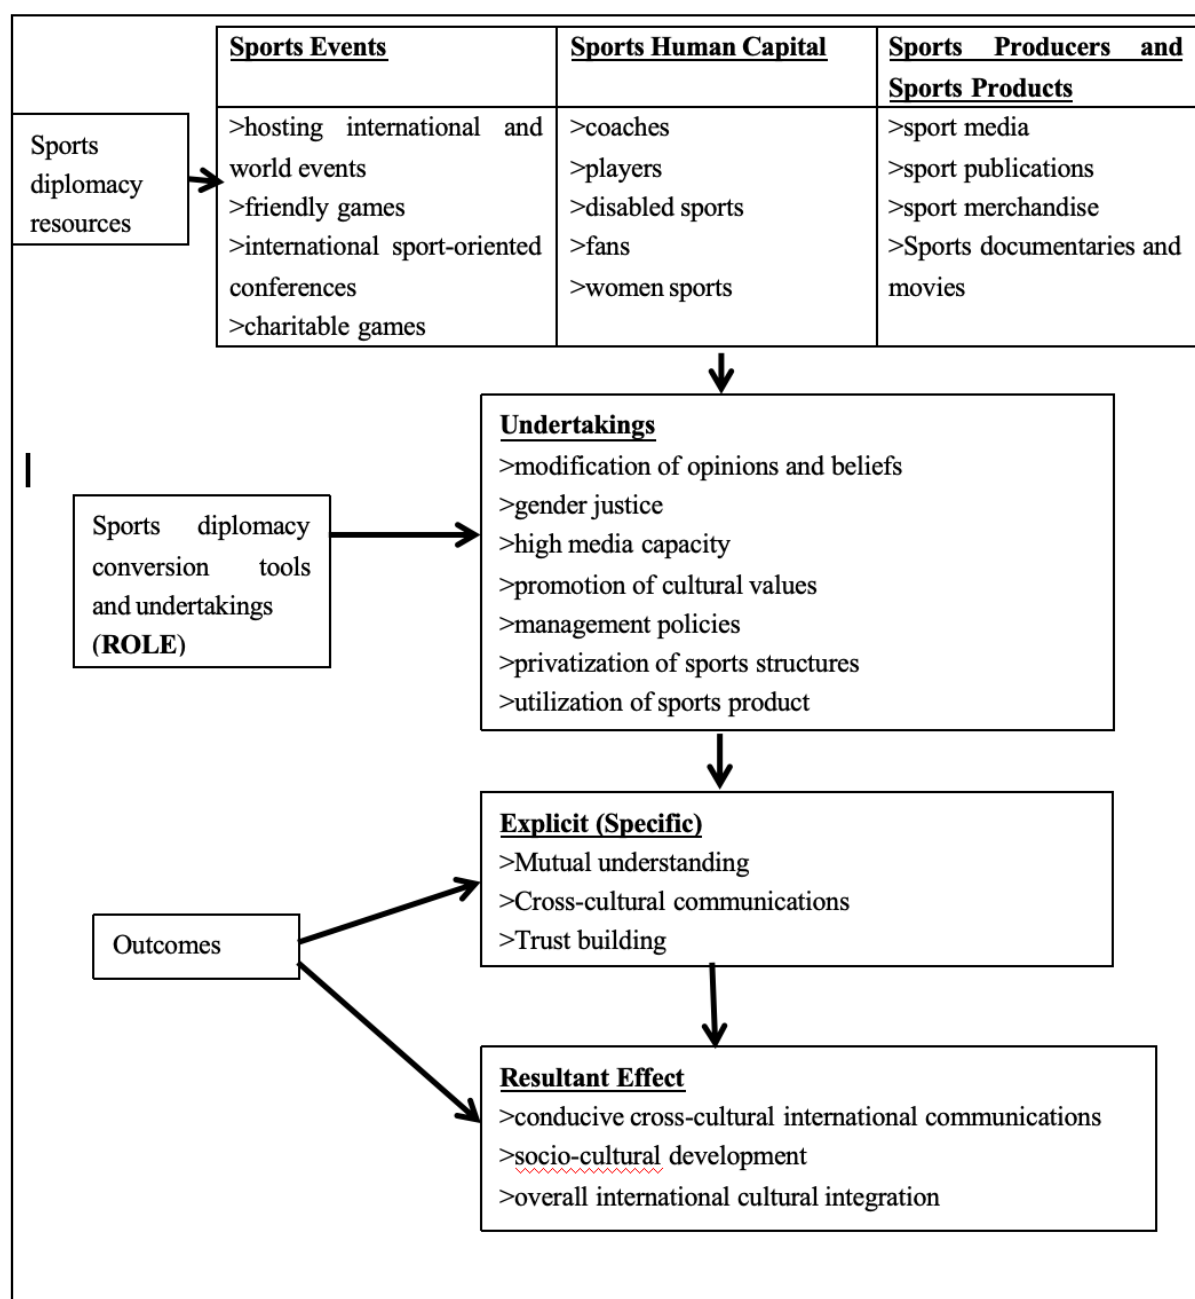 Sports Events
Sports Human Capital
Sports Producers and
Sports Products
Sports
diplomacy
resources
>hosting international and
world events
>friendly games
>international sport-oriented
conferences
>charitable games
>coaches
>players
>disabled sports
>fans
>women sports
>sport media
>sport publications
>sport merchandise
>Sports documentaries and
movies
Sports diplomacy
conversion tools
and undertakings
(ROLE)
Undertakings
>modification of opinions and beliefs
>gender justice
>high media capacity
>promotion of cultural values
>management policies
>privatization of sports structures
>utilization of sports product
Outcomes
Explicit (Specific)
>Mutual understanding
>Cross-cultural communications
>Trust building
Resultant Effect
>conducive cross-cultural international communications
>socio-cultural development
>overall international cultural integration